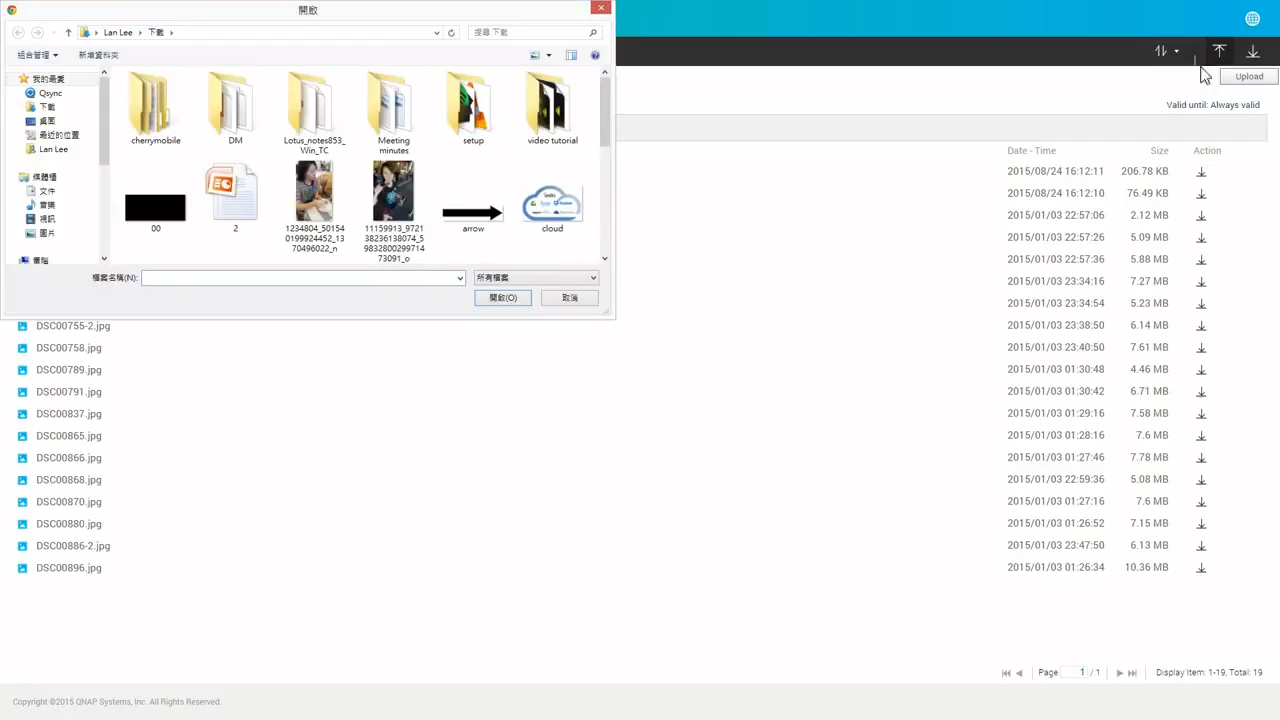 開啟
Lan Lee
下載
搜尋 下載
組合管理
新增資料夾
我的最愛
Qsync
下載
桌面
最近的位置
Lan Lee
媒體櫃
文件
音樂
視訊
圖片
電腦
cherrymobile
DM
Lotus_notes853_
Win_TC
Meeting
minutes
setup
video tutorial
00
2
1234804_50154
0199924452_13
70496022_n
11159913_9721
38236138074_5
9832800299714
73091_o
arrow
cloud
檔案名稱(N):
所有檔案
開啟(O)
取消
Upload
Valid until: Always valid
Date - Time Size Action
2015/08/24 16:12:11 206.78 KB
2015/08/24 16:12:10 76.49 KB
2015/01/03 22:57:06 2.12 MB
2015/01/03 22:57:26 5.09 MB
2015/01/03 22:57:36 5.88 MB
2015/01/03 23:34:16 7.27 MB
2015/01/03 23:34:54 5.23 MB
DSC00755-2.jpg 2015/01/03 23:38:50 6.14 MB
DSC00758.jpg 2015/01/03 23:40:50 7.61 MB
DSC00789.jpg 2015/01/03 01:30:48 4.46 MB
DSC00791.jpg 2015/01/03 01:30:42 6.71 MB
DSC00837.jpg 2015/01/03 01:29:16 7.58 MB
DSC00865.jpg 2015/01/03 01:28:16 7.6 MB
DSC00866.jpg 2015/01/03 01:27:46 7.78 MB
DSC00868.jpg 2015/01/03 22:59:36 5.08 MB
DSC00870.jpg 2015/01/03 01:27:16 7.6 MB
DSC00880.jpg 2015/01/03 01:26:52 7.15 MB
DSC00886-2.jpg 2015/01/03 23:47:50 6.13 MB
DSC00896.jpg 2015/01/03 01:26:34 10.36 MB
Page 1 / 1 Display Item: 1-19, Total: 19
Copyright ©2015 QNAP Systems, Inc. All Rights Reserved.